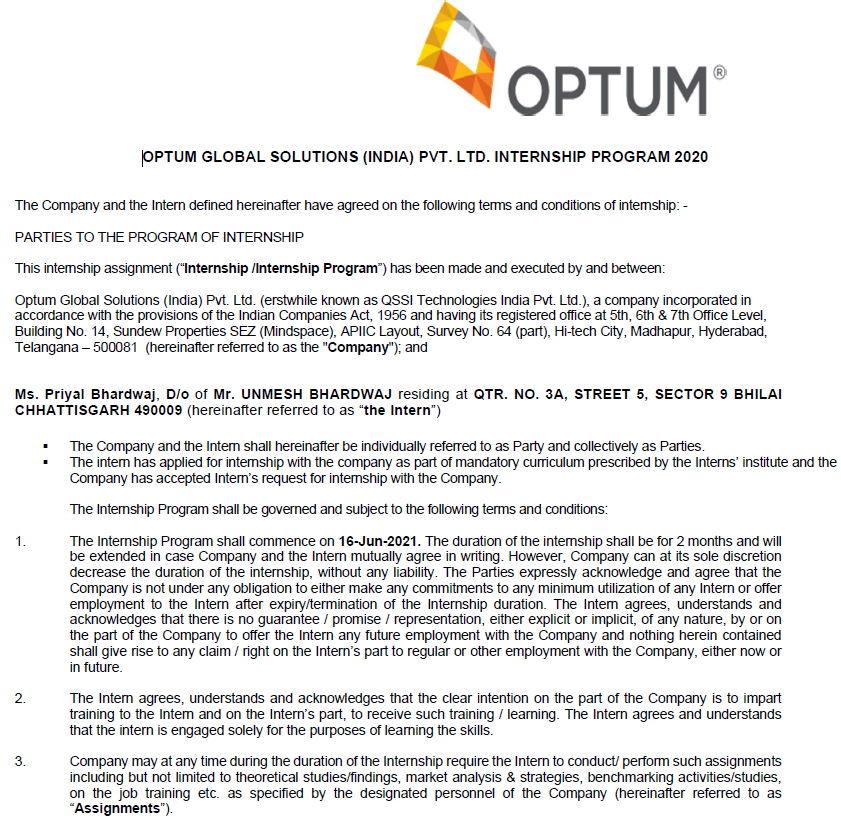 OPTUM®
OPTUM GLOBAL SOLUTIONS (INDIA) PVT. LTD. INTERNSHIP PROGRAM 2020
The Company and the Intern defined hereinafter have agreed on the following terms and conditions of internship: -
PARTIES TO THE PROGRAM OF INTERNSHIP
This internship assignment (“Internship /Internship Program”) has been made and executed by and between:
Optum Global Solutions (India) Pvt. Ltd. (erstwhile known as QSSI Technologies India Pvt. Ltd.), a company incorporated in
accordance with the provisions of the Indian Companies Act, 1956 and having its registered office at 5th, 6th & 7th Office Level,
Building No. 14, Sundew Properties SEZ (Mindspace), APIIC Layout, Survey No. 64 (part), Hi-tech City, Madhapur, Hyderabad,
Telangana – 500081 (hereinafter referred to as the "Company"); and
Ms. Priyal Bhardwaj, D/o of Mr. UNMESH BHARDWAJ residing at QTR. NO. 3A, STREET 5, SECTOR 9 BHILAI
CHHATTISGARH 490009 (hereinafter referred to as “the Intern”)
▪ The Company and the Intern shall hereinafter be individually referred to as Party and collectively as Parties.
▪ The intern has applied for internship with the company as part of mandatory curriculum prescribed by the Interns’ institute and the
Company has accepted Intern’s request for internship with the Company.
The Internship Program shall be governed and subject to the following terms and conditions:
1. The Internship Program shall commence on 16-Jun-2021. The duration of the internship shall be for 2 months and will
be extended in case Company and the Intern mutually agree in writing. However, Company can at its sole discretion
decrease the duration of the internship, without any liability. The Parties expressly acknowledge and agree that the
Company is not under any obligation to either make any commitments to any minimum utilization of any Intern or offer
employment to the Intern after expiry/termination of the Internship duration. The Intern agrees, understands and
acknowledges that there is no guarantee / promise / representation, either explicit or implicit, of any nature, by or on
the part of the Company to offer the Intern any future employment with the Company and nothing herein contained
shall give rise to any claim / right on the Intern’s part to regular or other employment with the Company, either now or
in future.
2. The Intern agrees, understands and acknowledges that the clear intention on the part of the Company is to impart
training to the Intern and on the Intern’s part, to receive such training / learning. The Intern agrees and understands
that the intern is engaged solely for the purposes of learning the skills.
3. Company may at any time during the duration of the Internship require the Intern to conduct/ perform such assignments
including but not limited to theoretical studies/findings, market analysis & strategies, benchmarking activities/studies,
on the job training etc. as specified by the designated personnel of the Company (hereinafter referred to as
“Assignments”).